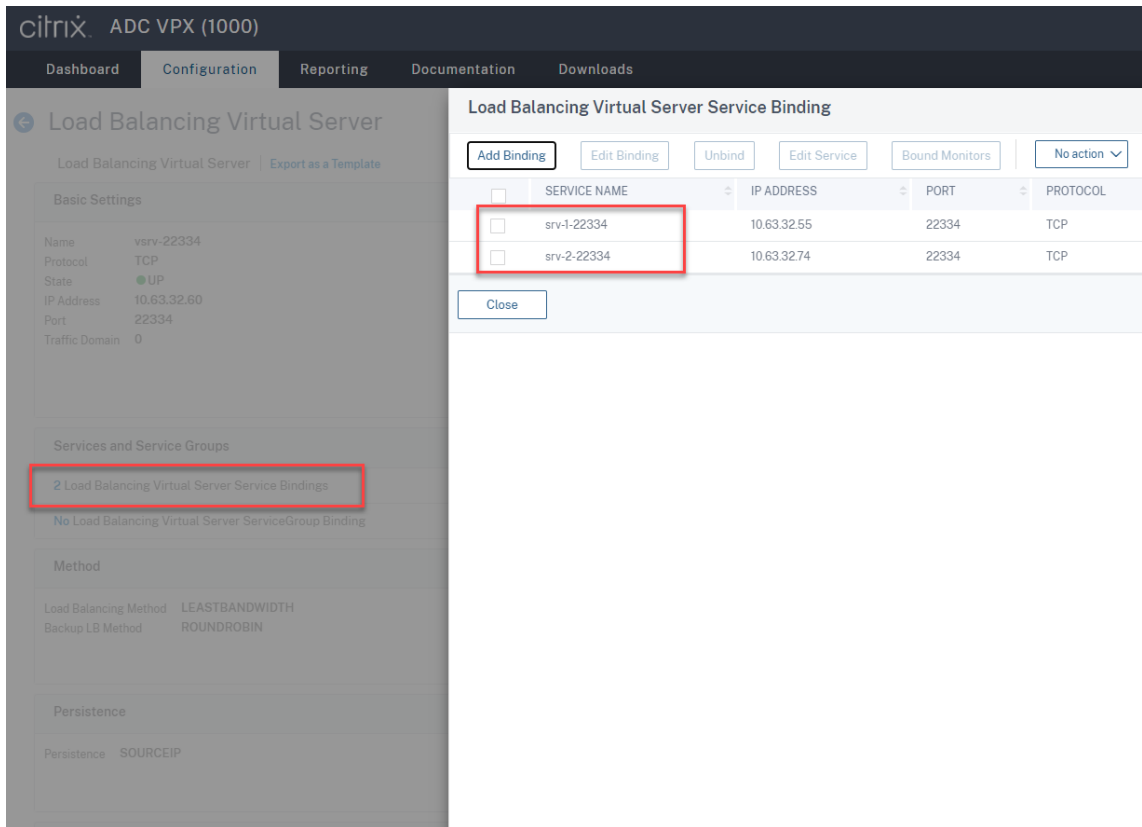 citrix. ADC VPX (1000)
Dashboard Configuration Reporting Documentation Downloads
Load Balancing Virtual Server
Load Balancing Virtual Server | Export as a Template
Basic Settings
Name vsrv-22334
Protocol TCP
State UP
IP Address 10.63.32.60
Port 22334
Traffic Domain 0
Services and Service Groups
2 Load Balancing Virtual Server Service Bindings
No Load Balancing Virtual Server ServiceGroup Binding
Method
Load Balancing Method LEASTBANDWIDTH
Backup LB Method ROUNDROBIN
Persistence
Persistence SOURCEIP
Load Balancing Virtual Server Service Binding
Add Binding Edit Binding Unbind Edit Service Bound Monitors No action
SERVICE NAME IP ADDRESS PORT PROTOCOL
srv-1-22334 10.63.32.55 22334 TCP
srv-2-22334 10.63.32.74 22334 TCP
Close